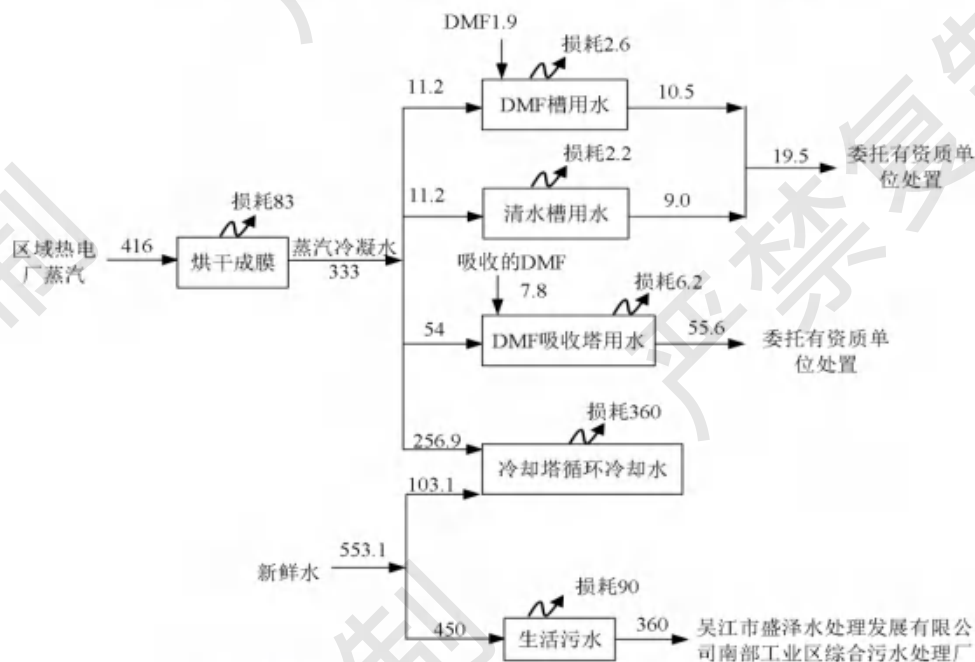 DMF1.9
损耗2.6
11.2
DMF槽用水
10.5
损耗2.2
19.5
委托有资质单
位处置
11.2
清水槽用水
9.0
损耗83
区域热电
厂蒸汽
416
烘干成膜
蒸汽冷凝水
333
吸收的DMF
7.8
损耗6.2
54
DMF吸收塔用水
55.6
委托有资质单
位处置
损耗360
256.9
冷却塔循环冷却水
103.1
新鲜水
553.1
损耗90
450
生活污水
360
吴江市盛泽水处理发展有限公
司南部工业区综合污水处理厂
严禁复制
制
制